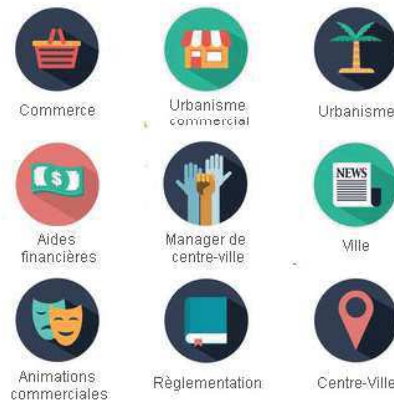 Commerce
Urbanisme
commercial
Urbanisme
$
NEWS
Aides
financières
Manager de
centre-ville
Ville
Animations
commerciales
Règlementation
Centre-Ville